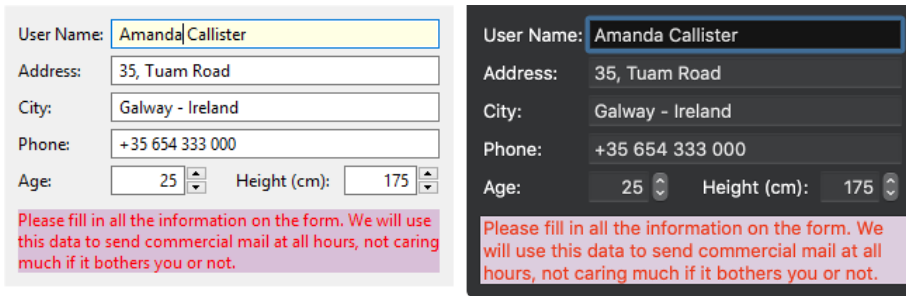 User Name: Amanda Callister
Address: 35, Tuam Road
City: Galway - Ireland
Phone: +35 654 333 000
Age: 25 Height (cm): 175
Please fill in all the information on the form. We will use
this data to send commercial mail at all hours, not caring
much if it bothers you or not.
User Name: Amanda Callister
Address: 35, Tuam Road
City: Galway - Ireland
Phone: +35 654 333 000
Age: 25 Height (cm): 175
Please fill in all the information on the form. We
will use this data to send commercial mail at all
hours, not caring much if it bothers you or not.